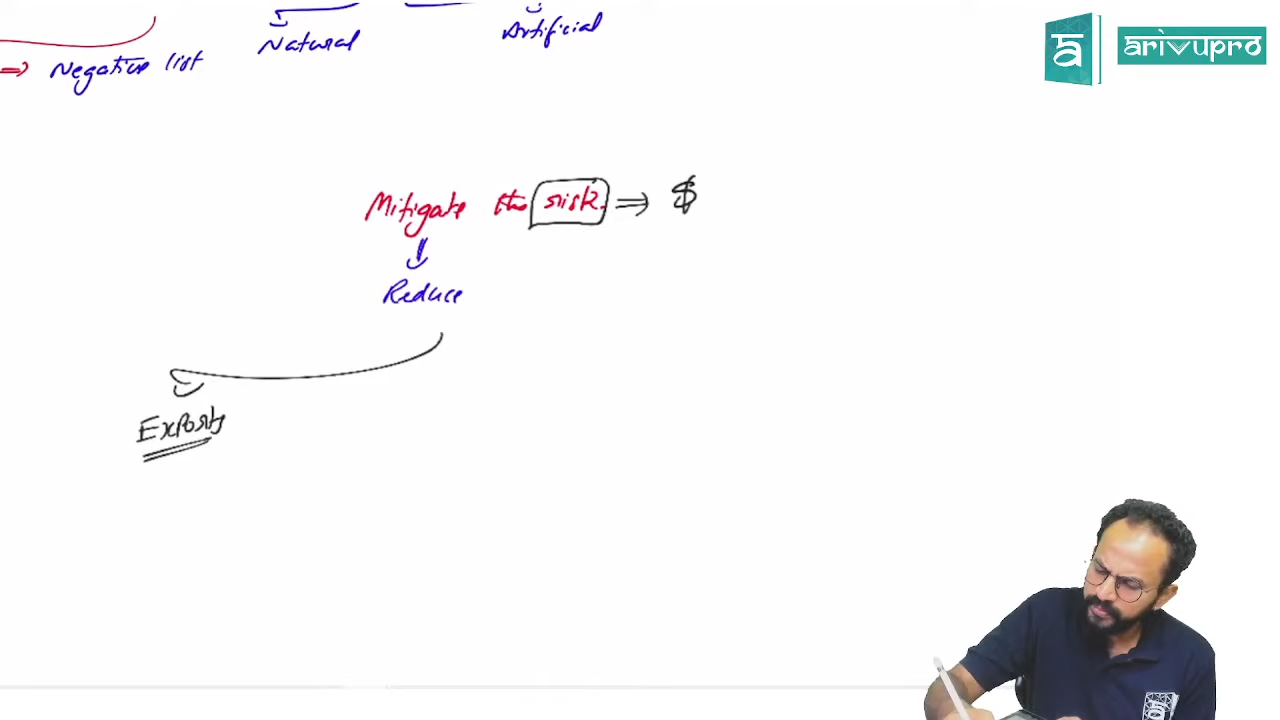 Natural
Artificial
⇒ Negative list
arivupro
Mitigate the risk. ⇒ $
Reduce
Exports